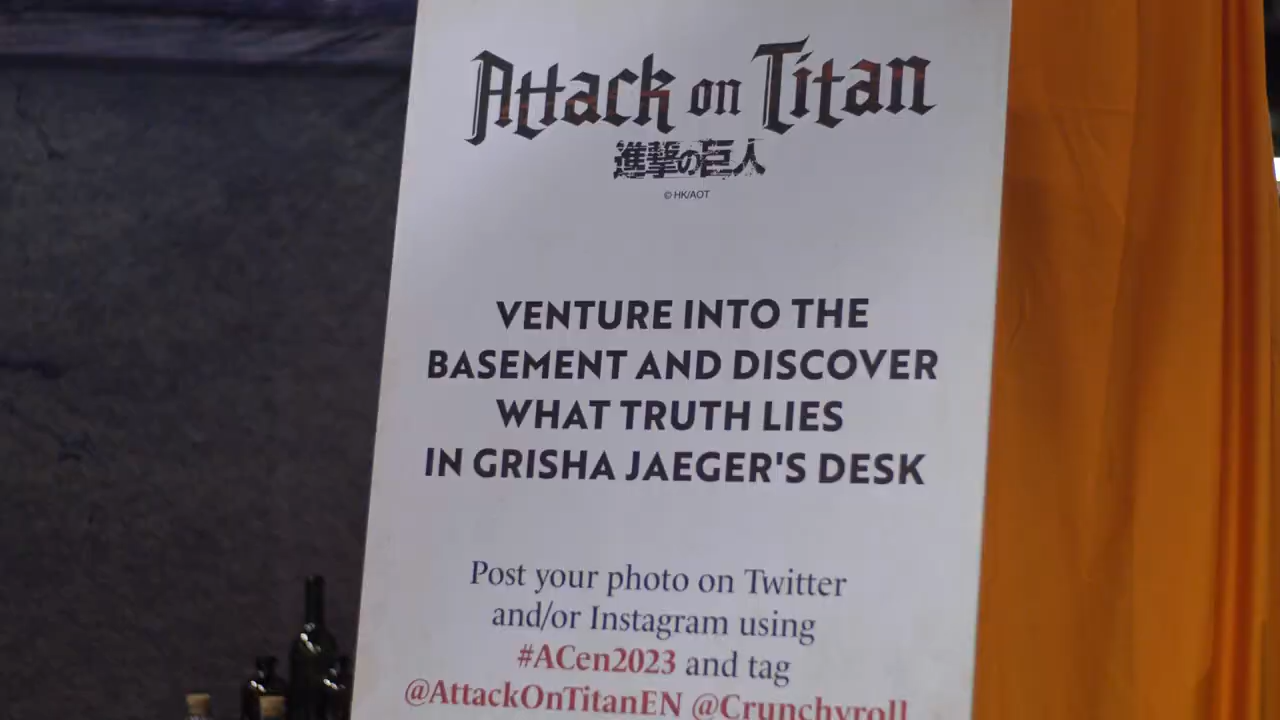 Attack on Titan
進撃の巨人
© HK/AOT
VENTURE INTO THE
BASEMENT AND DISCOVER
WHAT TRUTH LIES
IN GRISHA JAEGER'S DESK
Post your photo on Twitter
and/or Instagram using
#ACen2023 and tag
@AttackOnTitanEN @Crunchyroll